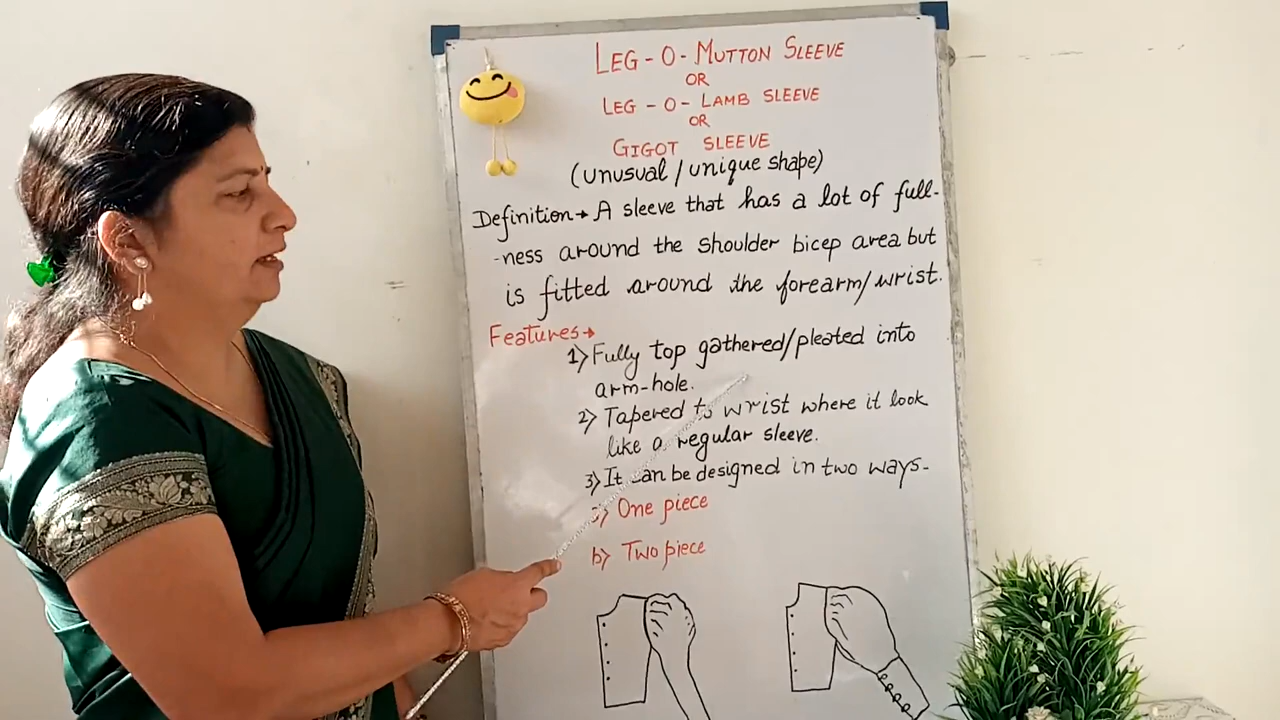 LEG-O-MUTTON SLEEVE
OR
LEG-O-LAMB SLEEVE
OR
GIGOT SLEEVE
(unusual/unique shape)
Definition→ A sleeve that has a lot of full-
-ness around the shoulder bicep area but
is fitted around the forearm/wrist.
Features→
1) Fully top gathered/pleated into
arm-hole.
2) Tapered to wrist where it look
like a regular sleeve.
3) It can be designed in two ways-
a) One piece
b) Two piece